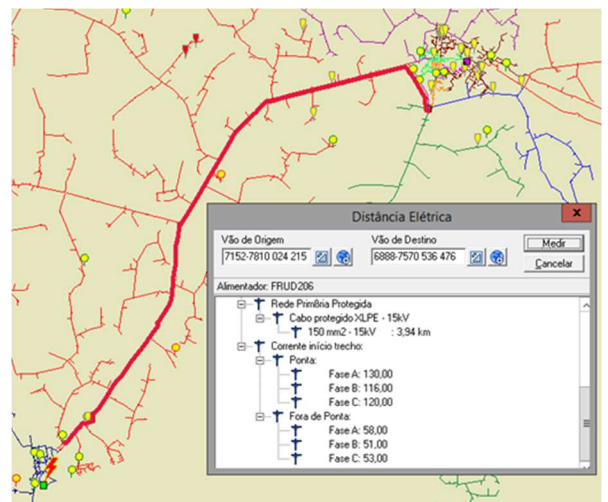 Distância Elétrica
x
Vão de Origem
Vão de Destino
7152-7810 024 215
6888-7570 536 476
Medir
Cancelar
Alimentador: FRUD206
Rede Prim8ria Protegida
Cabo protegido XLPE - 15kV
150 mm2 - 15kV : 3,94 km
Corrente início trecho:
Ponta:
Fase A: 130,00
Fase B: 116,00
Fase C: 120,00
Fora de Ponta:
Fase A: 58,00
Fase B: 51,00
Fase C: 53,00